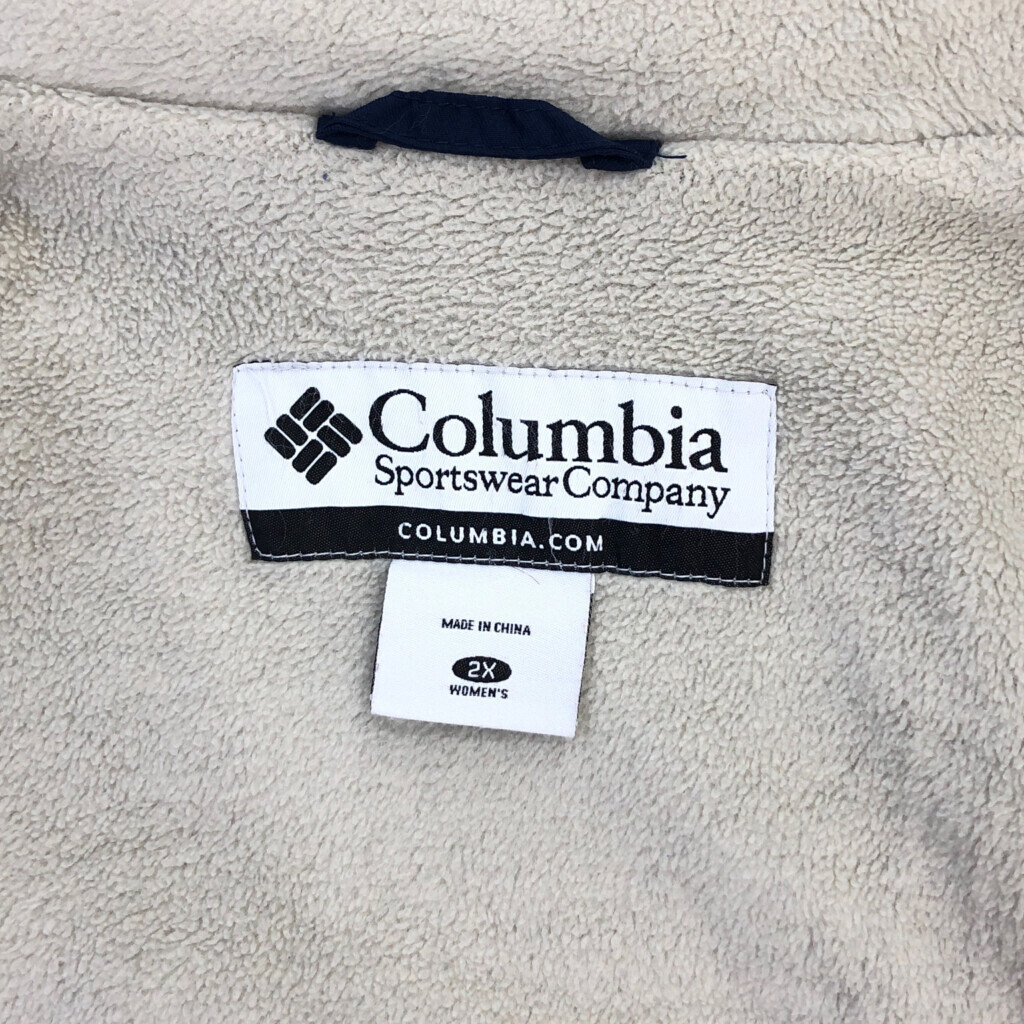 Columbia
Sportswear Company
COLUMBIA.COM
MADE IN CHINA
2X
WOMEN'S